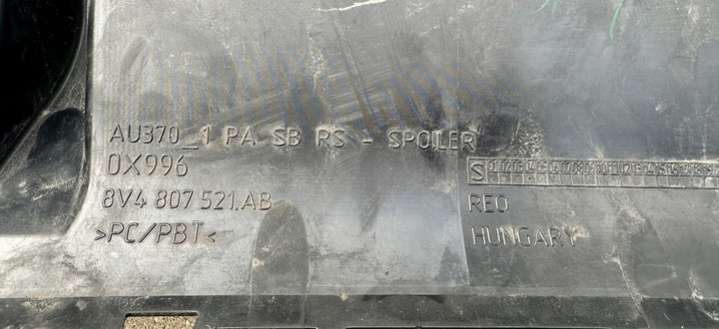 AU370_1 PA SB RS - SPOILER
0X996
8V4 807 521.AB
>PC/PBT<
S
REO
HUNGARY